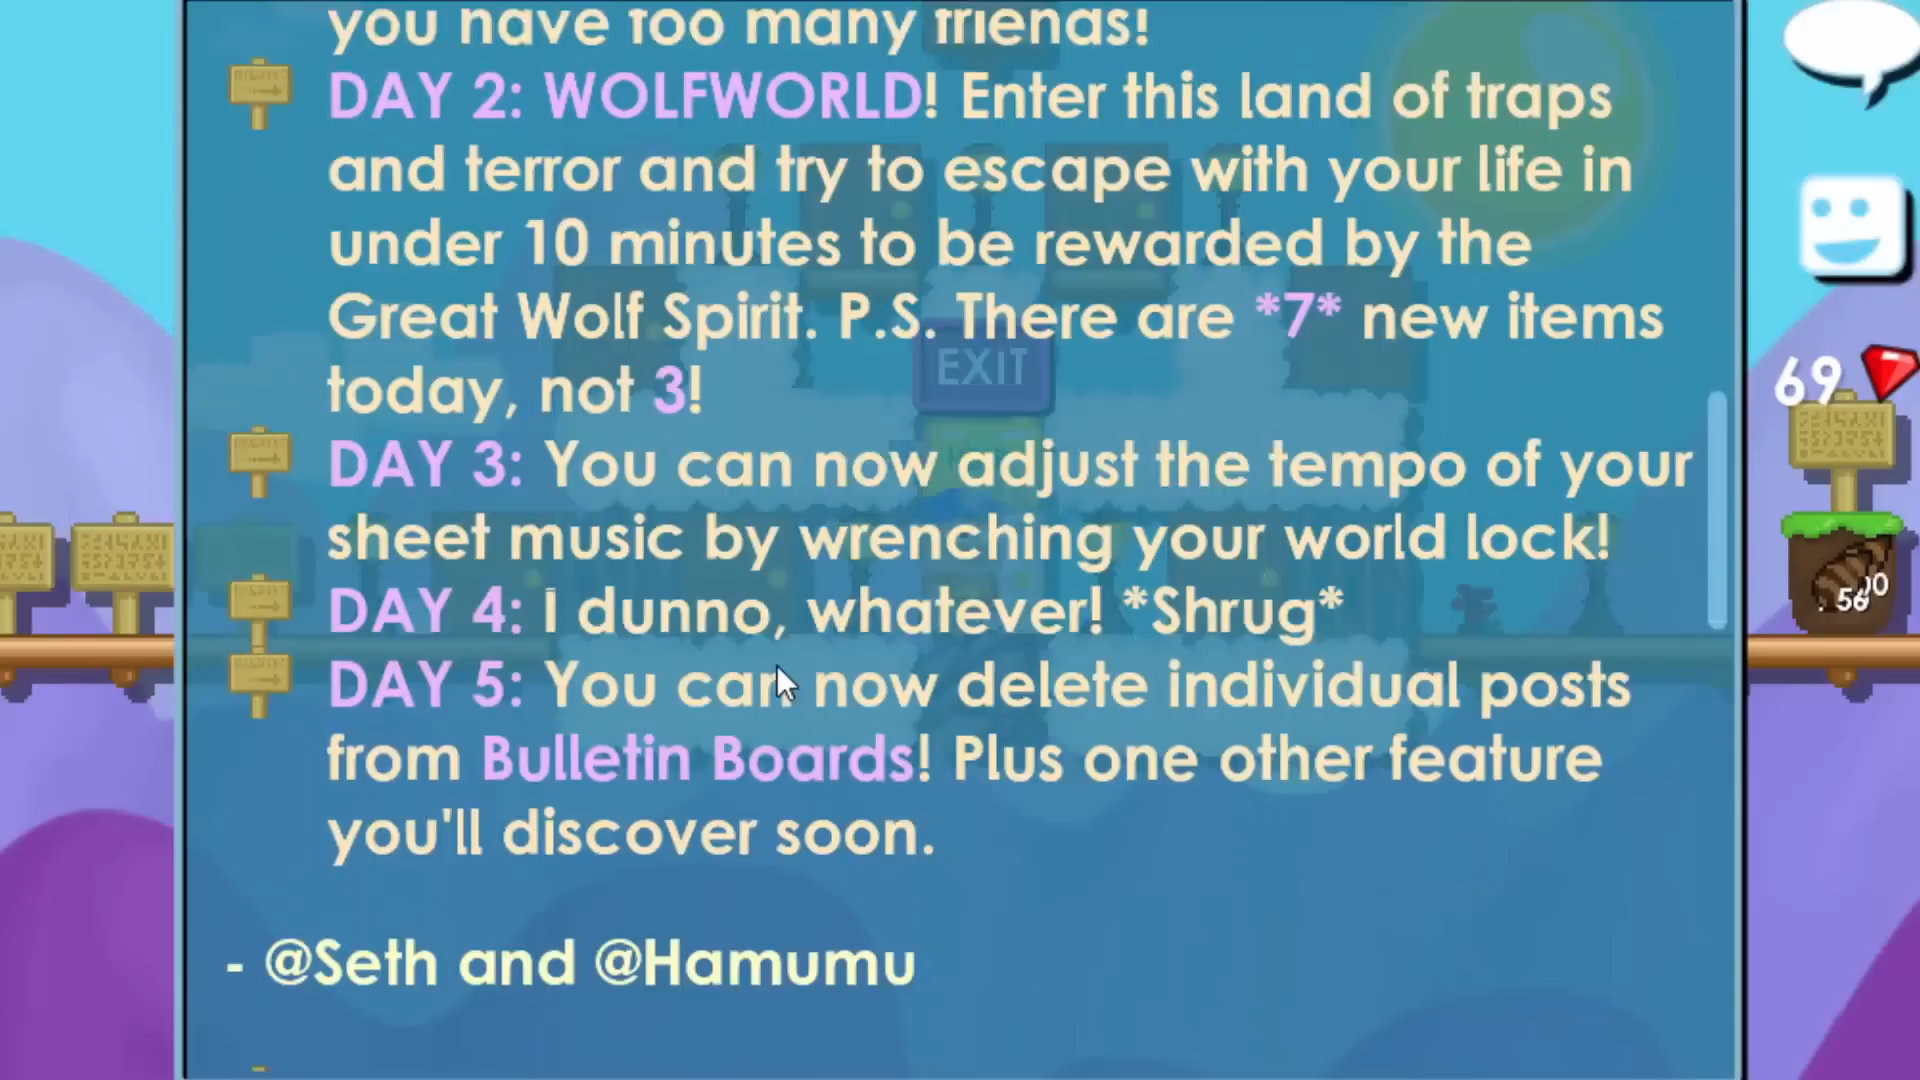 you have too many friends!
DAY 2: WOLFWORLD! Enter this land of traps
and terror and try to escape with your life in
under 10 minutes to be rewarded by the
Great Wolf Spirit. P.S. There are *7* new items
today, not 3!
EXIT
69
DAY 3: You can now adjust the tempo of your
sheet music by wrenching your world lock!
DAY 4: I dunno, whatever! *Shrug*
DAY 5: You can now delete individual posts
from Bulletin Boards! Plus one other feature
you'll discover soon.
- @Seth and @Hamumu